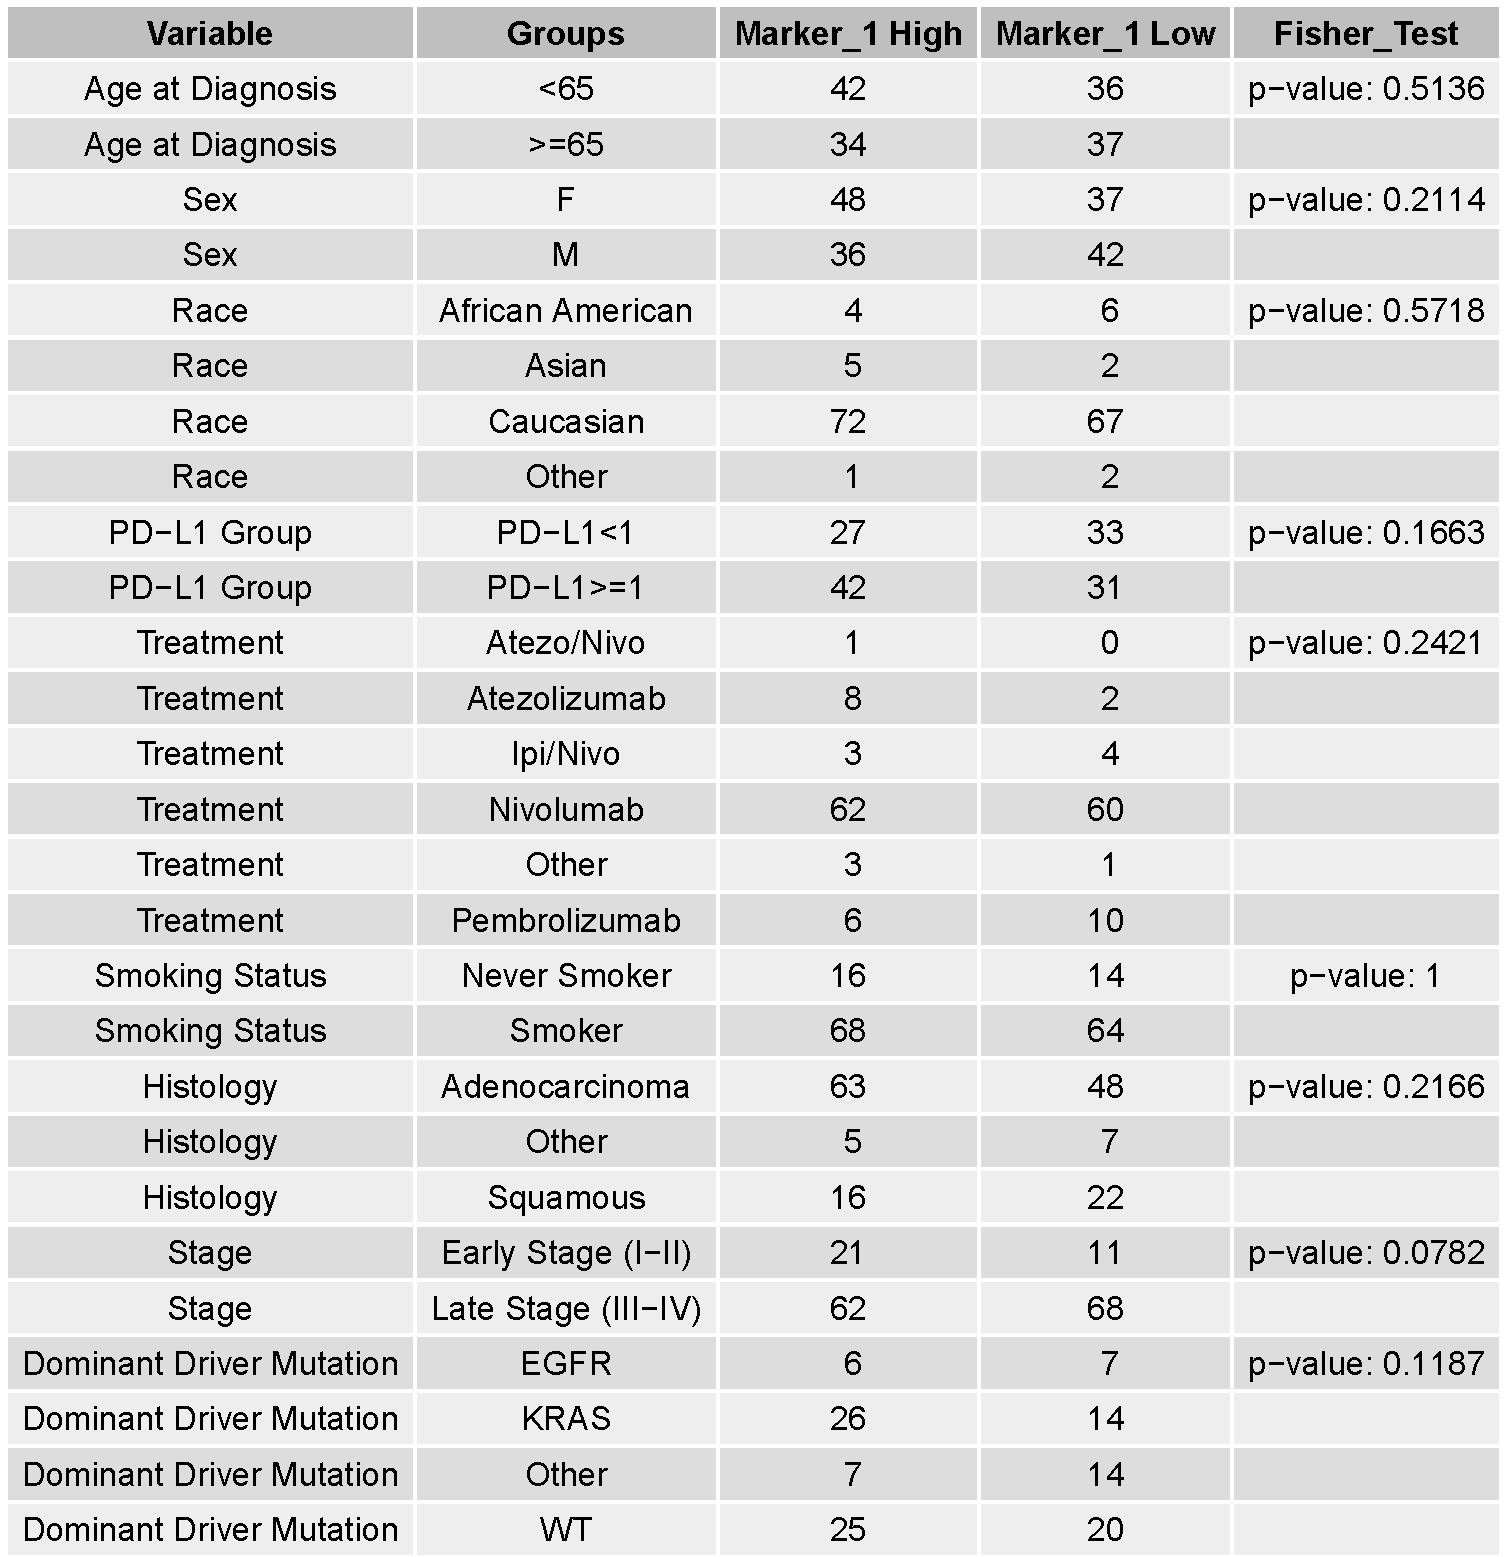 Variable Groups Marker_1 High Marker_1 Low Fisher_Test
Age at Diagnosis <65 42 36 p−value: 0.5136
Age at Diagnosis >=65 34 37
Sex F 48 37 p−value: 0.2114
Sex M 36 42
Race African American 4 6 p−value: 0.5718
Race Asian 5 2
Race Caucasian 72 67
Race Other 1 2
PD−L1 Group PD−L1<1 27 33 p−value: 0.1663
PD−L1 Group PD−L1>=1 42 31
Treatment Atezo/Nivo 1 0 p−value: 0.2421
Treatment Atezolizumab 8 2
Treatment Ipi/Nivo 3 4
Treatment Nivolumab 62 60
Treatment Other 3 1
Treatment Pembrolizumab 6 10
Smoking Status Never Smoker 16 14 p−value: 1
Smoking Status Smoker 68 64
Histology Adenocarcinoma 63 48 p−value: 0.2166
Histology Other 5 7
Histology Squamous 16 22
Stage Early Stage (I−II) 21 11 p−value: 0.0782
Stage Late Stage (III−IV) 62 68
Dominant Driver Mutation EGFR 6 7 p−value: 0.1187
Dominant Driver Mutation KRAS 26 14
Dominant Driver Mutation Other 7 14
Dominant Driver Mutation WT 25 20